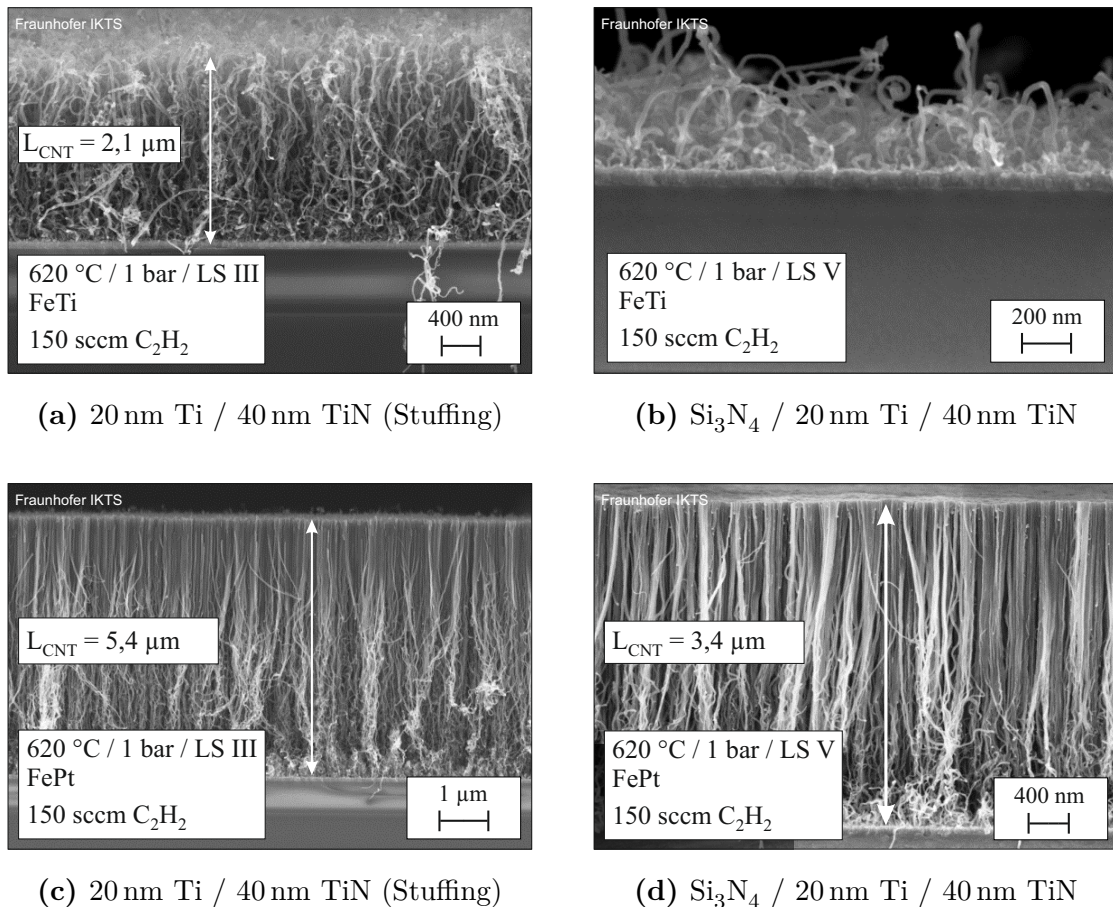 Fraunhofer IKTS
L_CNT = 2,1 µm
620 °C / 1 bar / LS III
FeTi
150 sccm C₂H₂
400 nm
(a) 20 nm Ti / 40 nm TiN (Stuffing)
Fraunhofer IKTS
620 °C / 1 bar / LS V
FeTi
150 sccm C₂H₂
200 nm
(b) Si₃N₄ / 20 nm Ti / 40 nm TiN
Fraunhofer IKTS
L_CNT = 5,4 µm
620 °C / 1 bar / LS III
FePt
150 sccm C₂H₂
1 µm
(c) 20 nm Ti / 40 nm TiN (Stuffing)
Fraunhofer IKTS
L_CNT = 3,4 µm
620 °C / 1 bar / LS V
FePt
150 sccm C₂H₂
400 nm
(d) Si₃N₄ / 20 nm Ti / 40 nm TiN